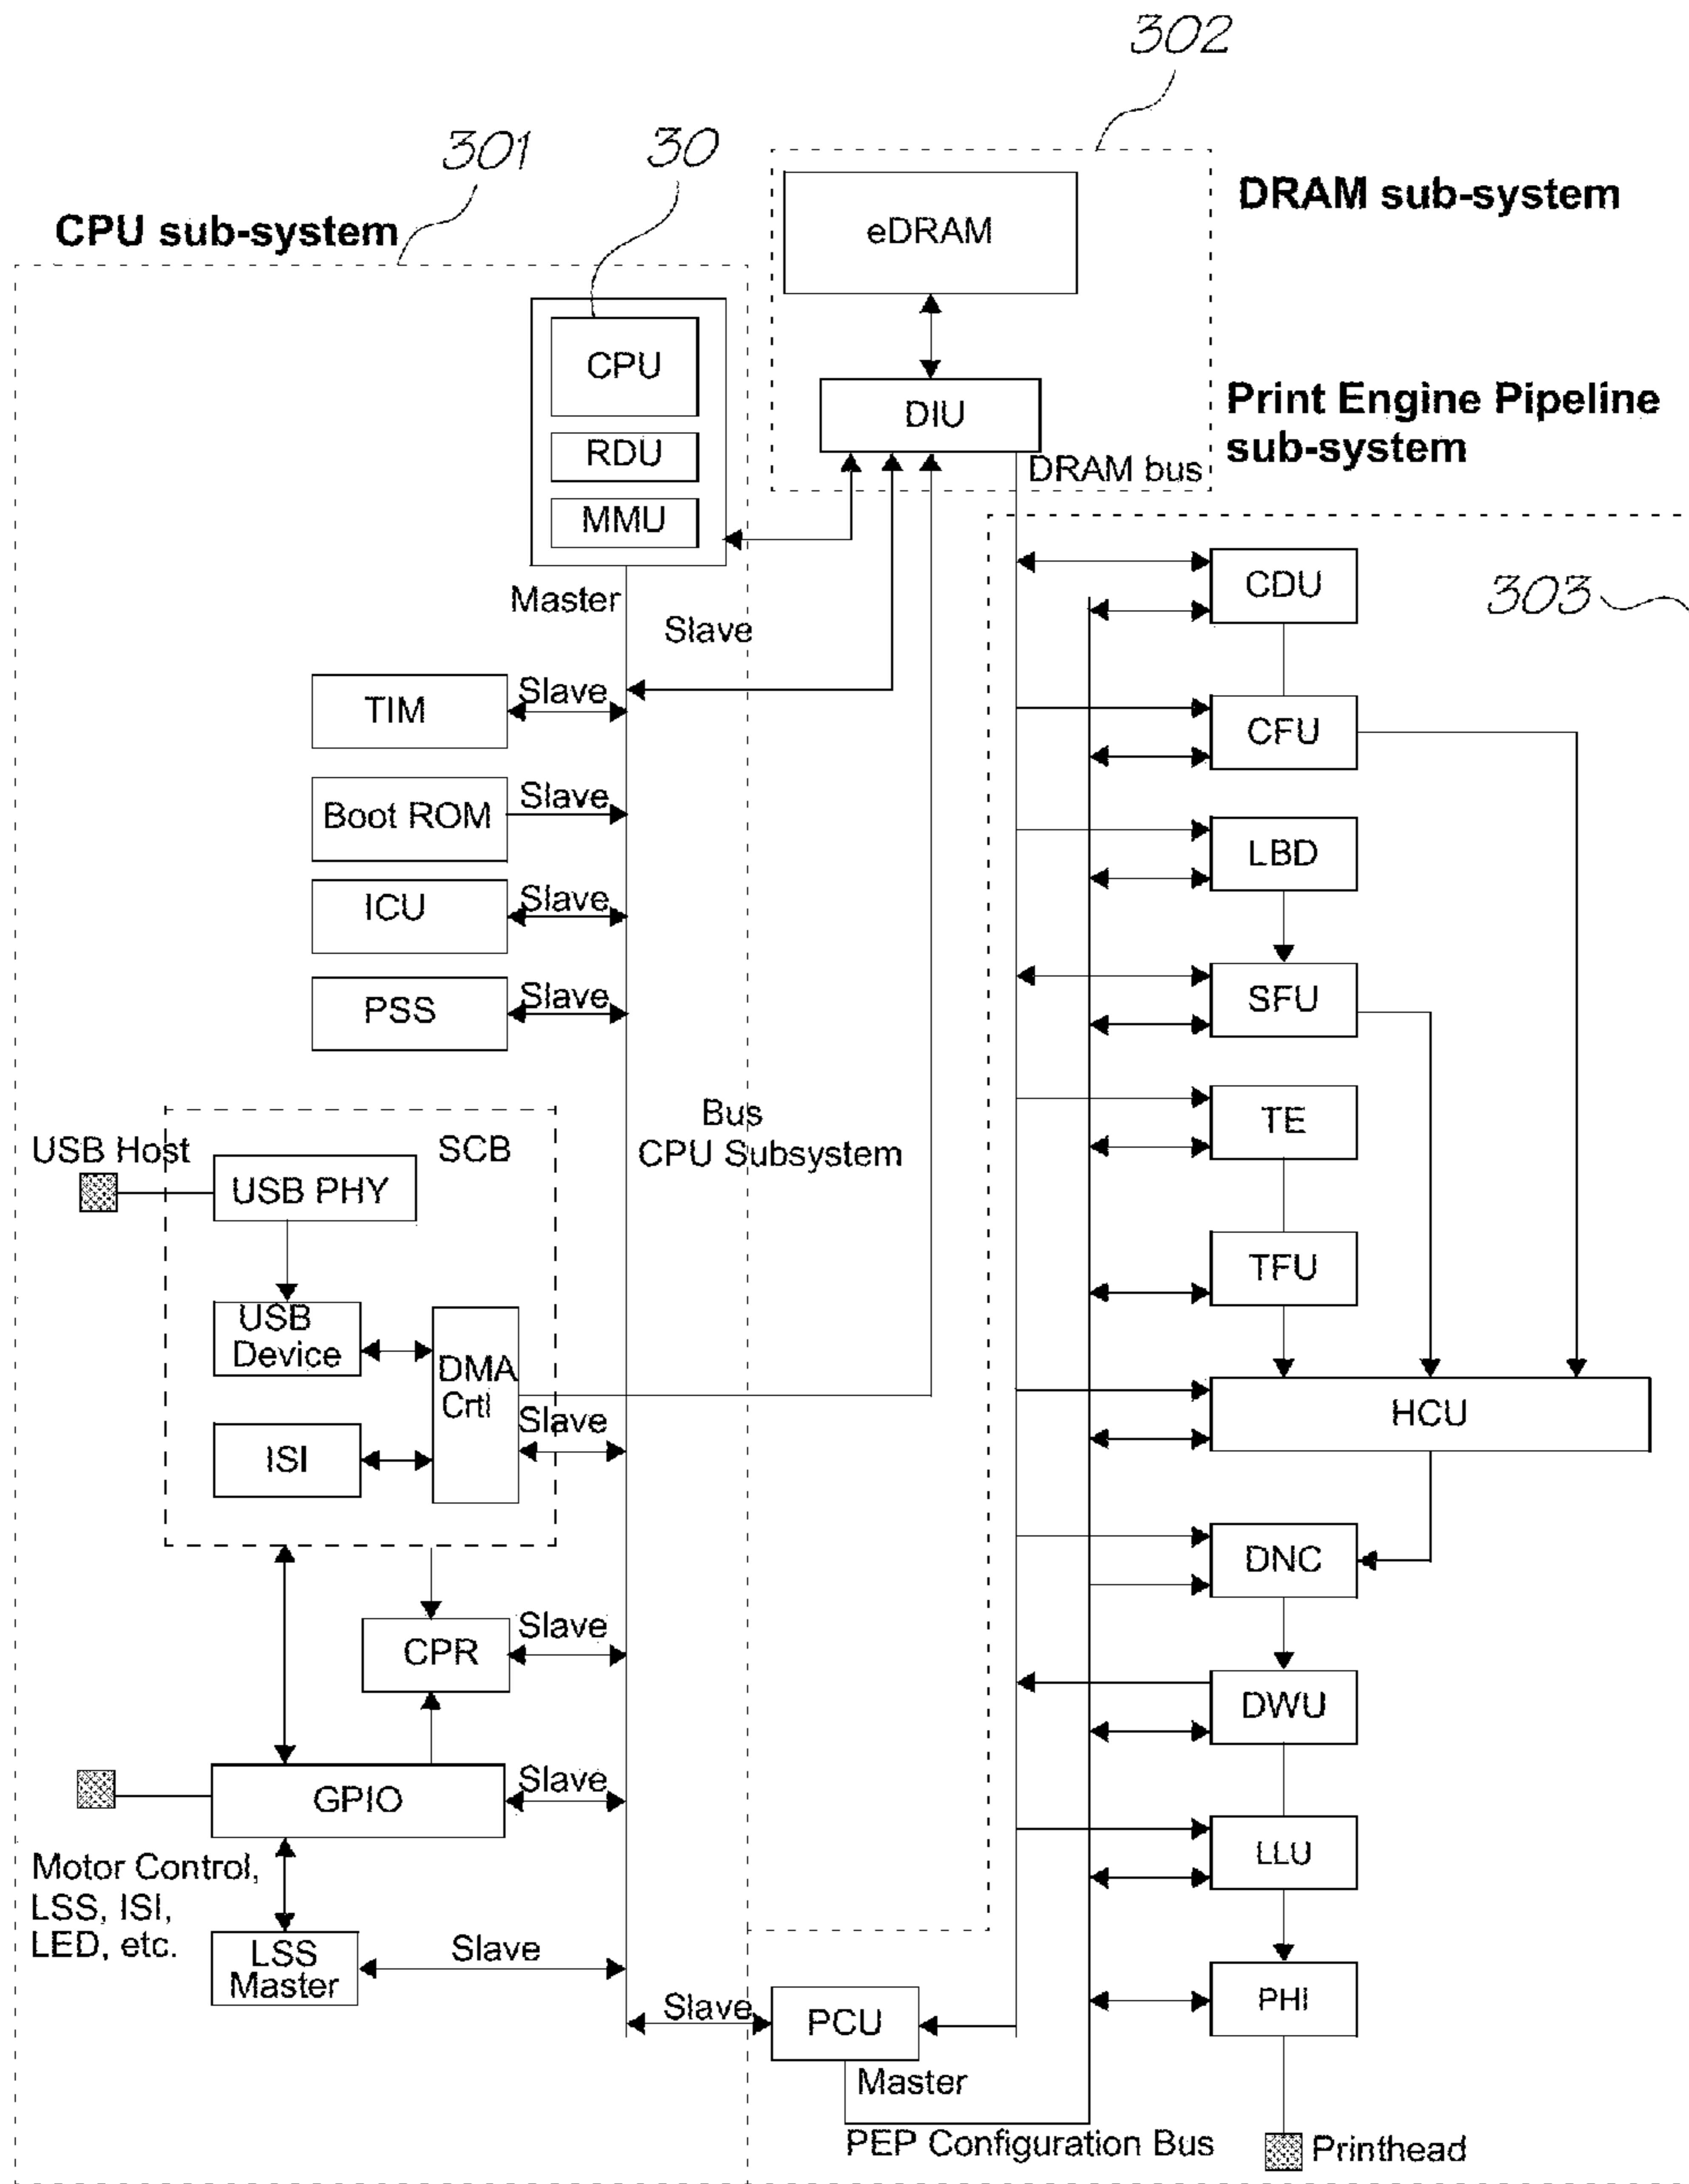 302
301
30
CPU sub-system
DRAM sub-system
eDRAM
CPU
RDU
MMU
DIU
Print Engine Pipeline
sub-system
DRAM bus
Master
Slave
CDU
303
TIM
Slave
CFU
Boot ROM
Slave
LBD
ICU
Slave
PSS
Slave
SFU
TE
Bus
CPU Subsystem
USB Host
SCB
USB PHY
TFU
USB
Device
DMA
Crtl
Slave
HCU
ISI
DNC
CPR
Slave
DWU
GPIO
Slave
LLU
Motor Control,
LSS, ISI,
LED, etc.
LSS
Master
Slave
PHI
Slave
PCU
Master
PEP Configuration Bus
Printhead